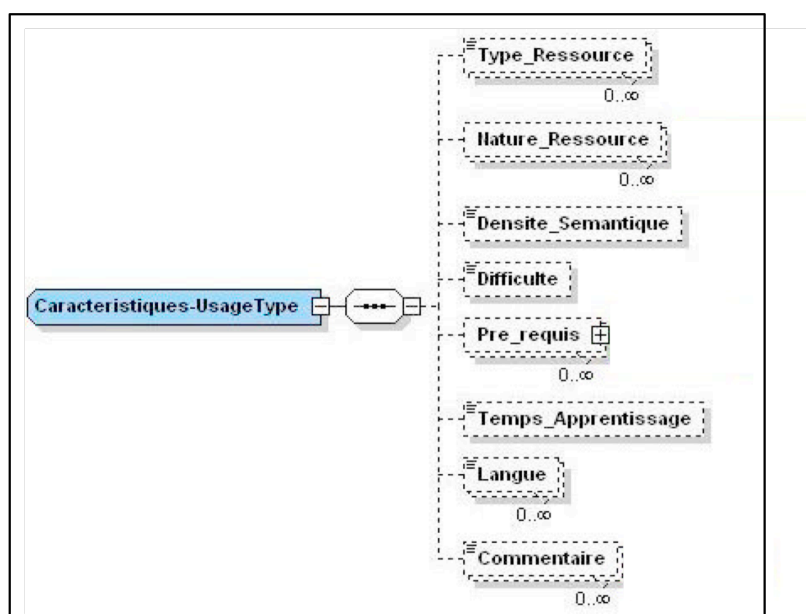 Type_Ressource
0..∞
Nature_Ressource
0..∞
Densite_Semantique
Difficulte
Caracteristiques-UsageType
Pre_requis
0..∞
Temps_Apprentissage
Langue
0..∞
Commentaire
0..∞